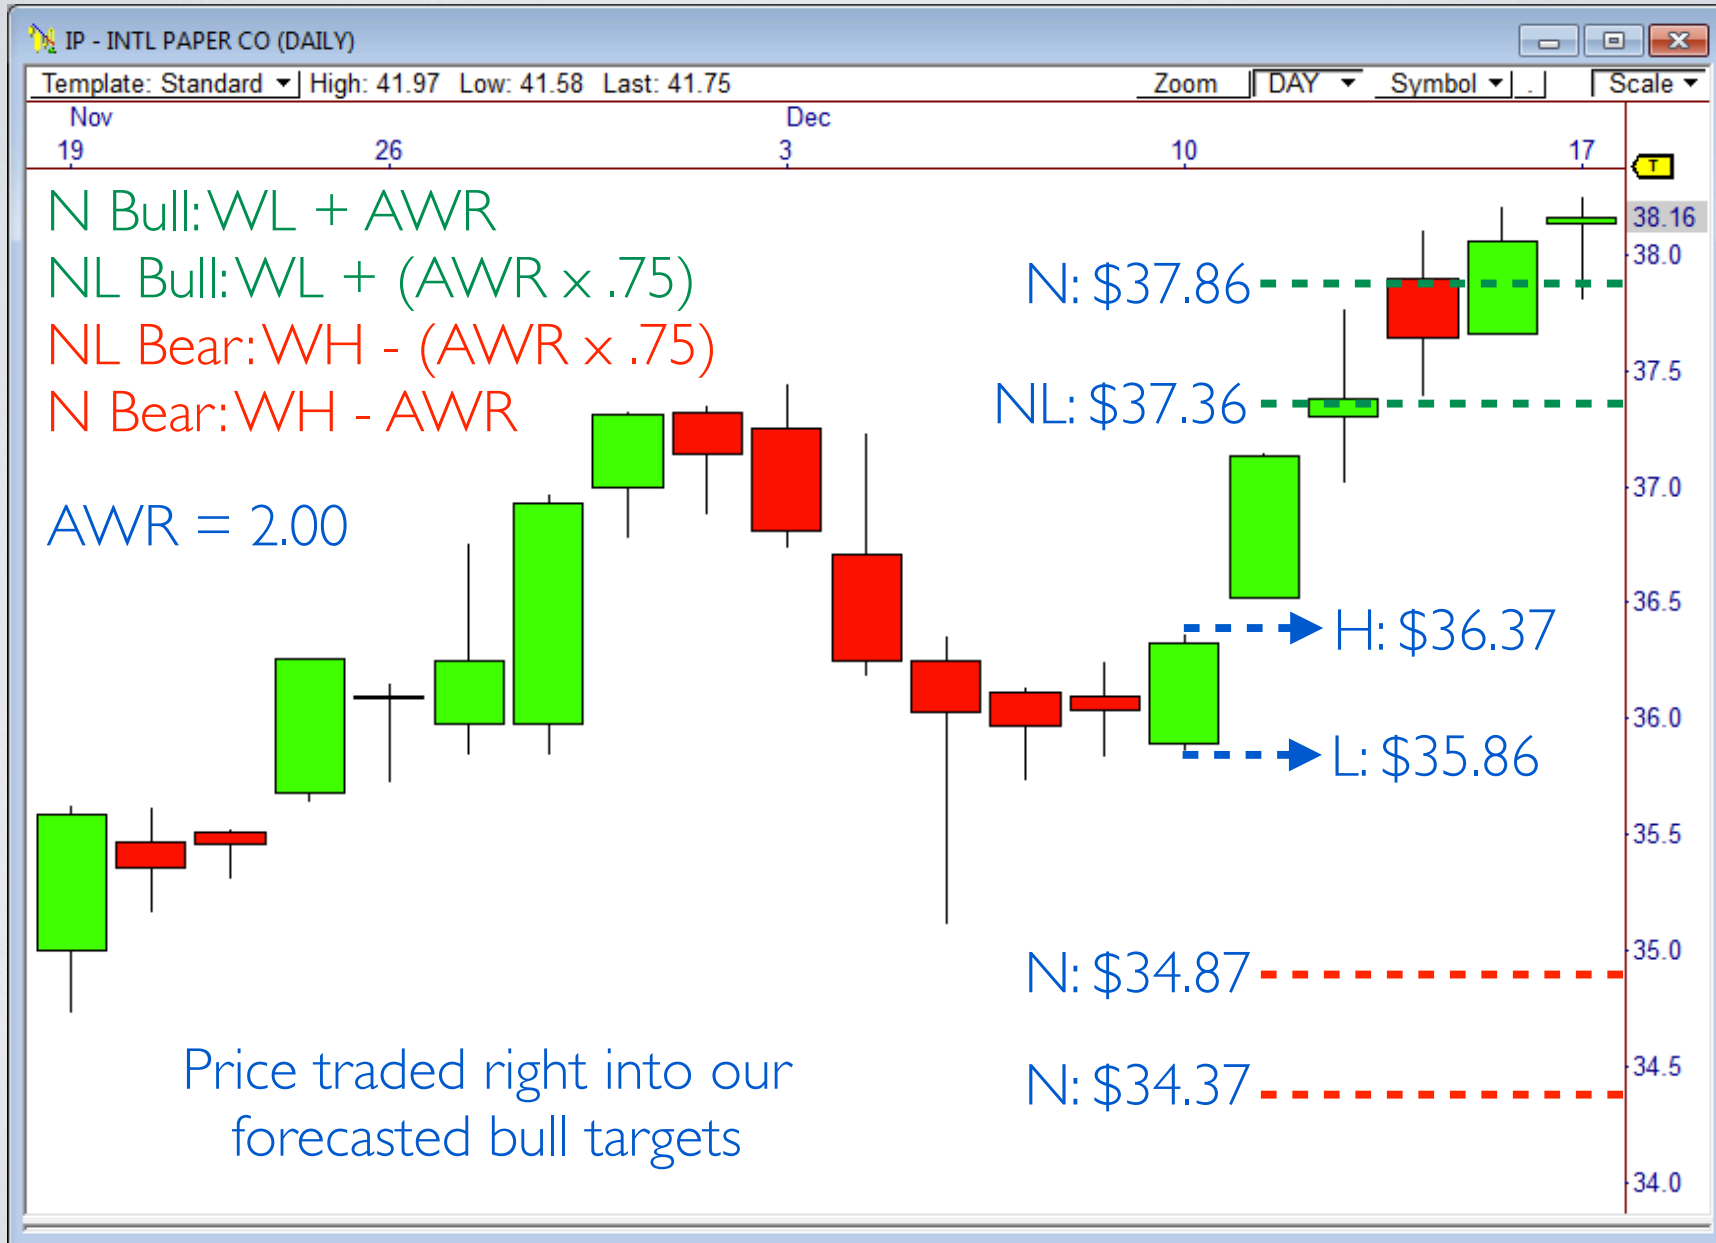 IP - INTL PAPER CO (DAILY)
Template: Standard High: 41.97 Low: 41.58 Last: 41.75 Zoom DAY Symbol . Scale
Nov Dec
19 26 3 10 17
T
N Bull: WL + AWR
38.16
38.0
NL Bull: WL + (AWR x .75)
N: $37.86
NL Bear: WH - (AWR x .75)
37.5
N Bear: WH - AWR
NL: $37.36
37.0
AWR = 2.00
36.5
H: $36.37
36.0
L: $35.86
35.5
35.0
N: $34.87
34.5
N: $34.37
Price traded right into our
forecasted bull targets
34.0